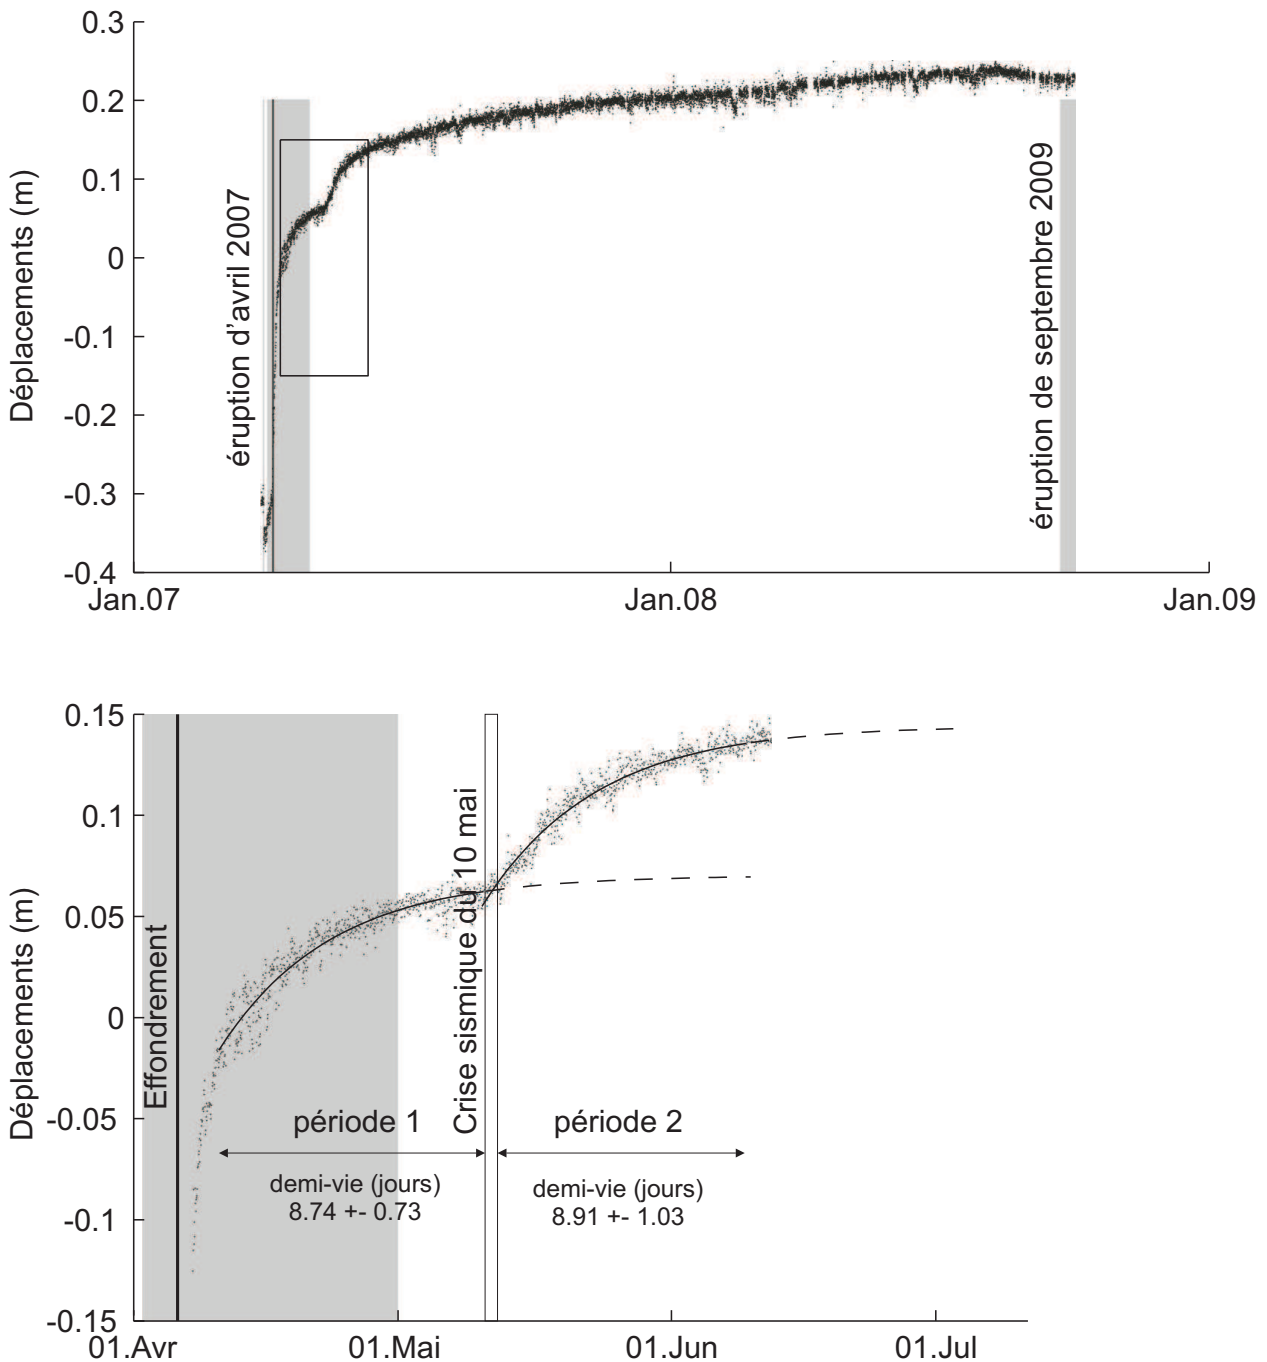 0.3
0.2
0.1
0
-0.1
-0.2
-0.3
-0.4
Déplacements (m)
éruption d'avril 2007
éruption de septembre 2009
Jan.07
Jan.08
Jan.09
0.15
0.1
0.05
0
-0.05
-0.1
-0.15
Déplacements (m)
Effondrement
Crise sismique du 10 mai
période 1
période 2
demi-vie (jours)
8.74 +- 0.73
demi-vie (jours)
8.91 +- 1.03
01.Avr
01.Mai
01.Jun
01.Jul